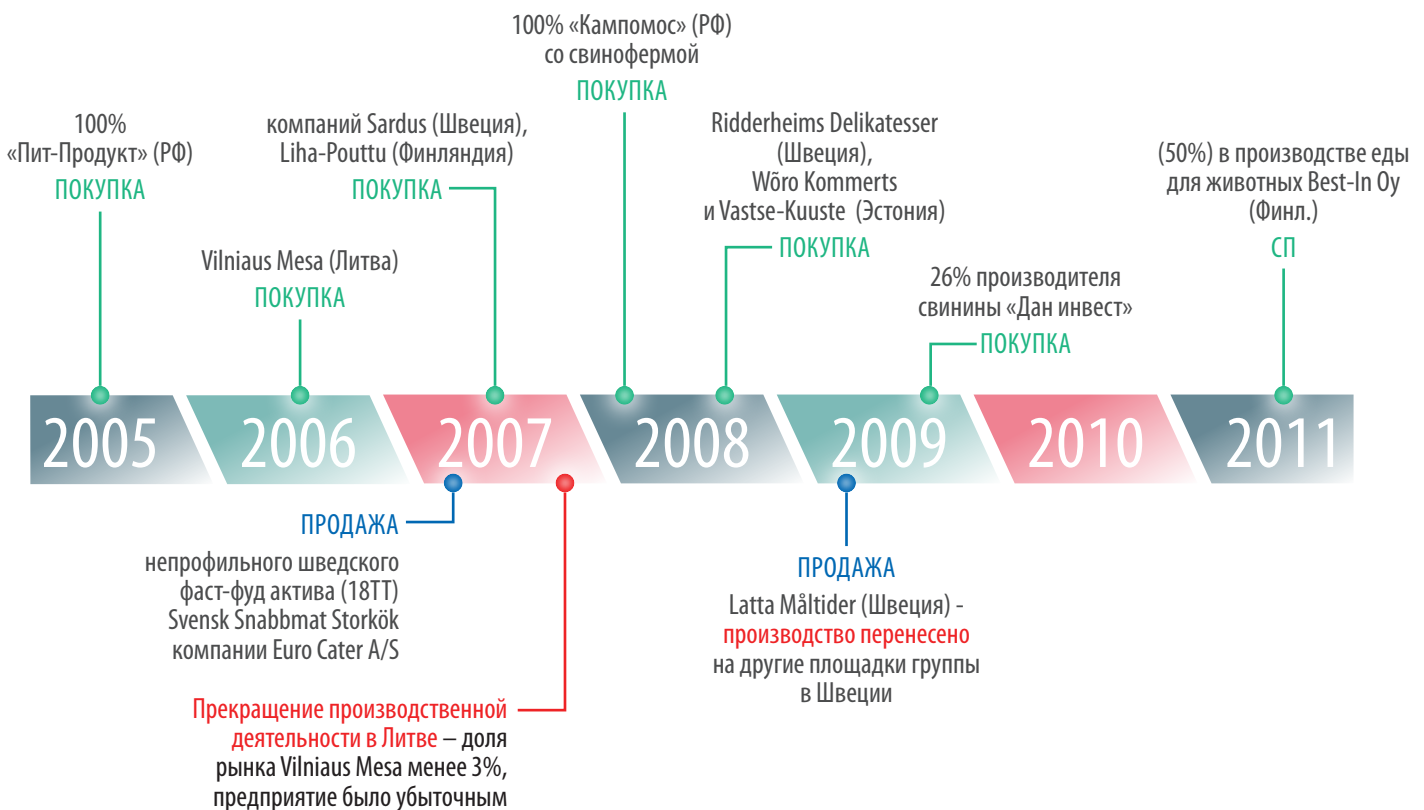 100%
«Пит-Продукт» (РФ)
ПОКУПКА
Vilniaus Mesa (Литва)
ПОКУПКА
компаний Sardus (Швеция),
Liha-Pouttu (Финляндия)
ПОКУПКА
100% «Кампомос» (РФ)
со свинофермой
ПОКУПКА
Ridderheims Delikatesser
(Швеция),
Wõro Kommerts
и Vastse-Kuuste (Эстония)
ПОКУПКА
26% производителя
свинины «Дан инвест»
ПОКУПКА
(50%) в производстве еды
для животных Best-In Oy
(Финл.)
СП
2005 2006 2007 2008 2009 2010 2011
ПРОДАЖА
непрофильного шведского
фаст-фуд актива (18ТТ)
Svensk Snabbmat Storkök
компании Euro Cater A/S
Прекращение производственной
деятельности в Литве – доля
рынка Vilniaus Mesa менее 3%,
предприятие было убыточным
ПРОДАЖА
Latta Måltider (Швеция) -
производство перенесено
на другие площадки группы
в Швеции